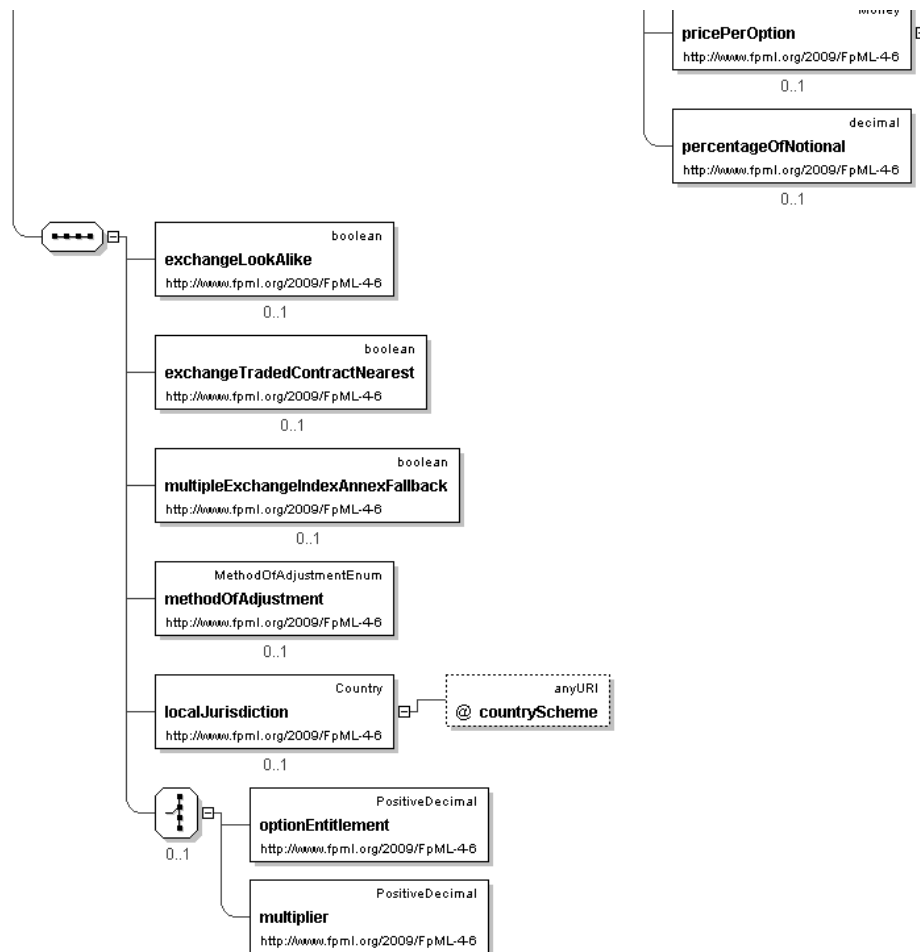 Money
pricePerOption
http://www.fpml.org/2009/FpML-4-6
0..1
decimal
percentageOfNotional
http://www.fpml.org/2009/FpML-4-6
0..1
boolean
exchangeLookAlike
http://www.fpml.org/2009/FpML-4-6
0..1
boolean
exchangeTradedContractNearest
http://www.fpml.org/2009/FpML-4-6
0..1
boolean
multipleExchangeIndexAnnexFallback
http://www.fpml.org/2009/FpML-4-6
0..1
MethodOfAdjustmentEnum
methodOfAdjustment
http://www.fpml.org/2009/FpML-4-6
0..1
Country
localJurisdiction
http://www.fpml.org/2009/FpML-4-6
0..1
anyURI
@ countryScheme
0..1
PositiveDecimal
optionEntitlement
http://www.fpml.org/2009/FpML-4-6
PositiveDecimal
multiplier
http://www.fpml.org/2009/FpML-4-6